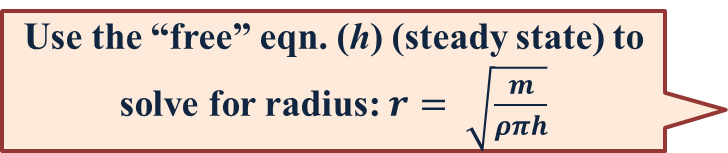 Use the “free” eqn. (h) (steady state) to
solve for radius: r = √(m/ρπh)